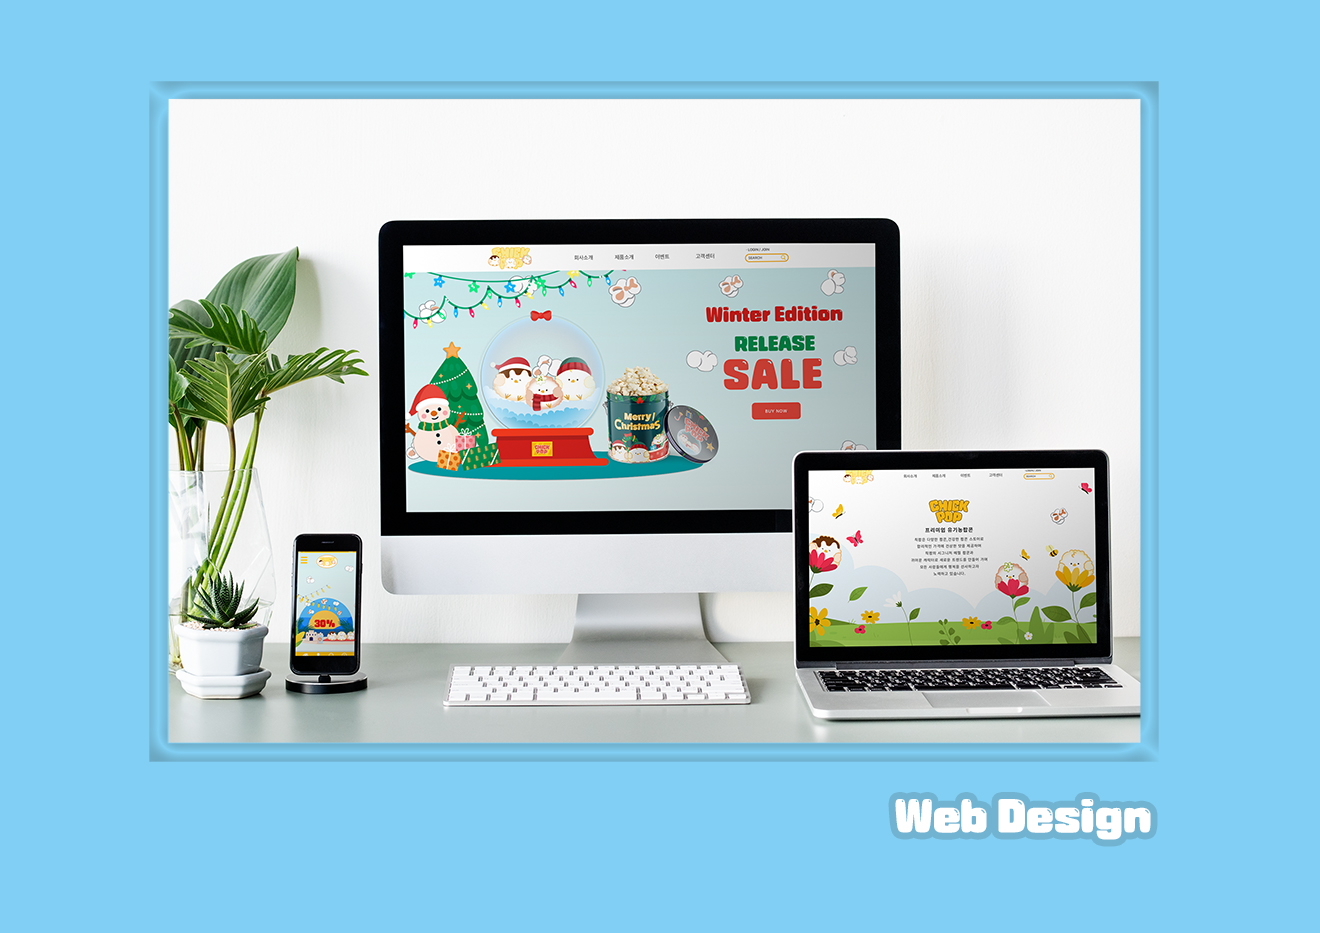 CHICK POP
회사소개 제품소개 이벤트 고객센터
LOGIN / JOIN
SEARCH
Winter Edition
RELEASE
SALE
BUY NOW
Merry
Christmas
CHICK
POP
회사소개 제품소개 이벤트 고객센터
LOGIN / JOIN
SEARCH
CHICK
POP
프리미엄 유기농팝콘
30%
Web Design